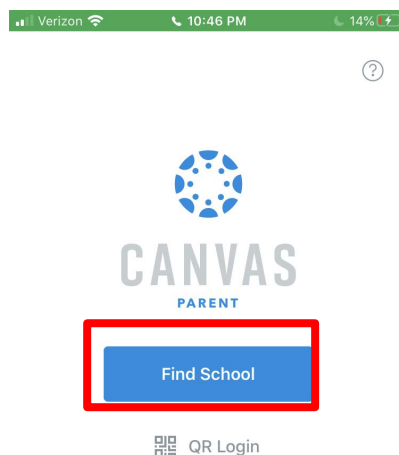 Verizon 10:46 PM 14%
?
CANVAS
PARENT
Find School
QR Login